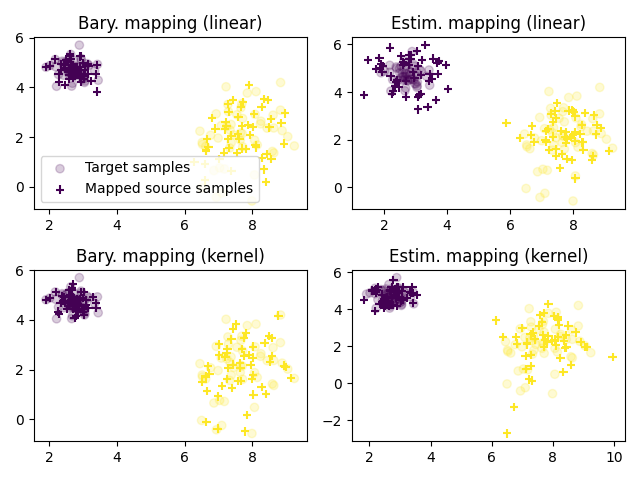 Bary. mapping (linear)
6
4
2
0
2 4 6 8
Target samples
Mapped source samples
Estim. mapping (linear)
6
4
2
0
2 4 6 8
Bary. mapping (kernel)
6
4
2
0
2 4 6 8
Estim. mapping (kernel)
6
4
2
0
−2
2 4 6 8 10